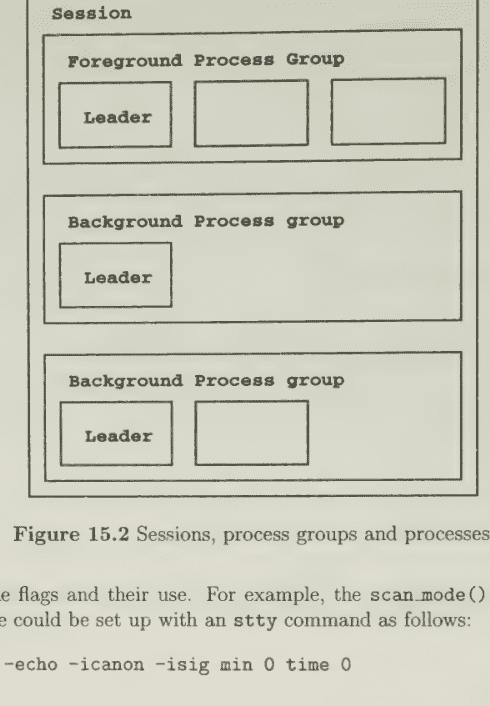 Session
Foreground Process Group
Leader
Background Process group
Leader
Background Process group
Leader
Figure 15.2 Sessions, process groups and processes
e flags and their use. For example, the scan_mode()
e could be set up with an stty command as follows:
-echo -icanon -isig min 0 time 0